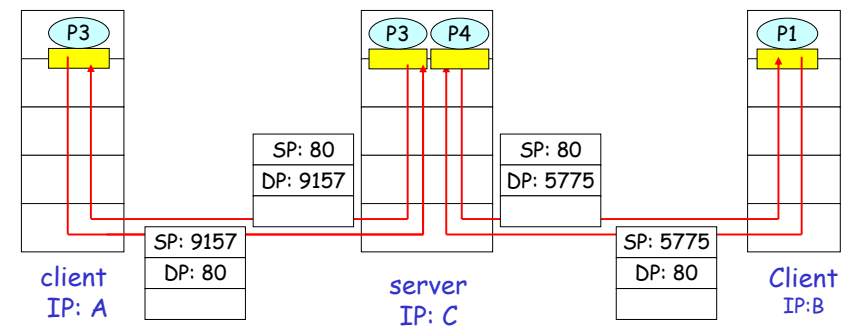 P3
P3
P4
P1
SP: 80
DP: 9157
SP: 80
DP: 5775
SP: 9157
DP: 80
SP: 5775
DP: 80
client
IP: A
server
IP: C
Client
IP:B